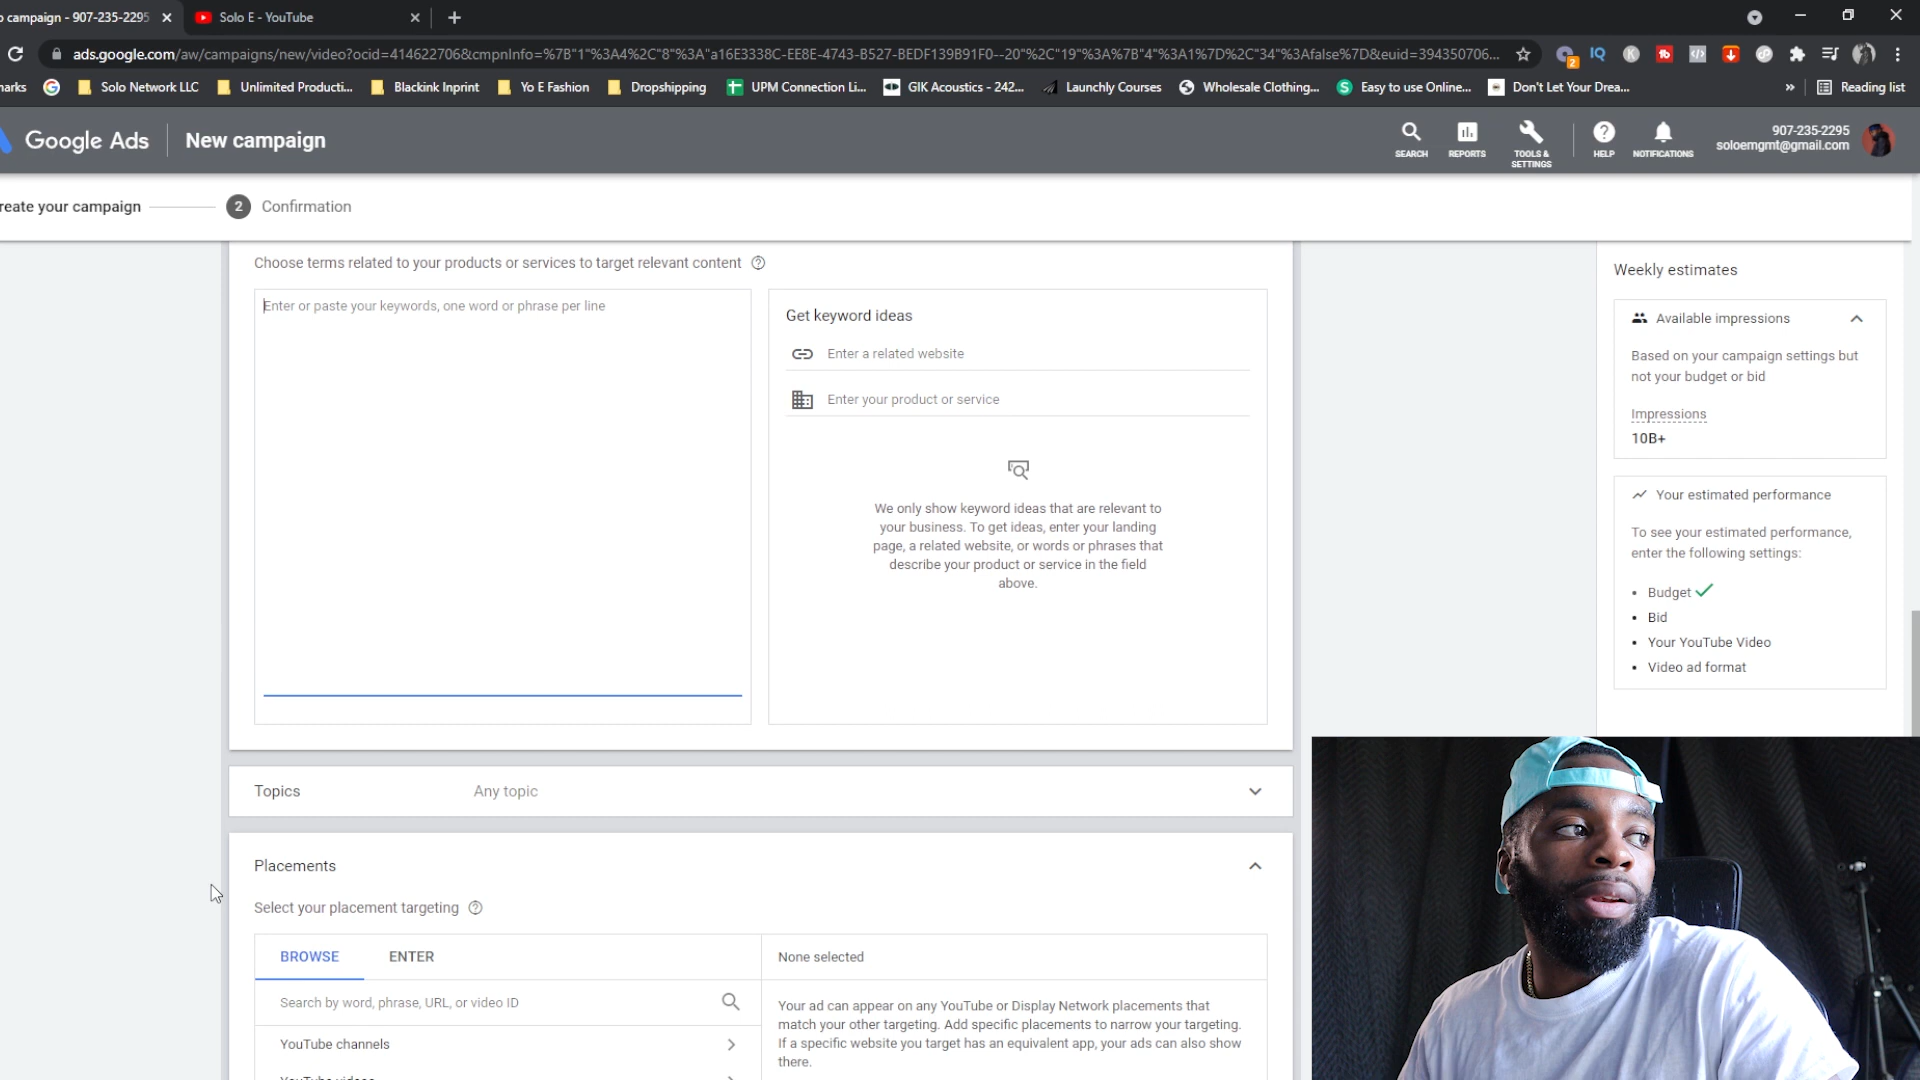 o campaign - 907-235-2295
Solo E - YouTube
ads.google.com/aw/campaigns/new/video?ocid=414622706&cmpnInfo=%7B"1"%3A4%2C"8"%3A"a16E3338C-EE8E-4743-B527-BEDF139B91F0--20"%2C"19"%3A%7B"4"%3A1%7D%2C"34"%3Afalse%7D&euid=394350706...
narks
Solo Network LLC
Unlimited Producti...
Blackink Inprint
Yo E Fashion
Dropshipping
UPM Connection Li...
GIK Acoustics - 242...
Launchly Courses
Wholesale Clothing...
Easy to use Online...
Don't Let Your Drea...
Reading list
Google Ads
New campaign
SEARCH
REPORTS
TOOLS & SETTINGS
HELP
NOTIFICATIONS
907-235-2295
soloemgmt@gmail.com
reate your campaign
2 Confirmation
Choose terms related to your products or services to target relevant content
Enter or paste your keywords, one word or phrase per line
Get keyword ideas
Enter a related website
Enter your product or service
We only show keyword ideas that are relevant to
your business. To get ideas, enter your landing
page, a related website, or words or phrases that
describe your product or service in the field
above.
Weekly estimates
Available impressions
Based on your campaign settings but
not your budget or bid
Impressions
10B+
Your estimated performance
To see your estimated performance,
enter the following settings:
Budget
Bid
Your YouTube Video
Video ad format
Topics
Any topic
Placements
Select your placement targeting
BROWSE
ENTER
None selected
Search by word, phrase, URL, or video ID
Your ad can appear on any YouTube or Display Network placements that
match your other targeting. Add specific placements to narrow your targeting.
If a specific website you target has an equivalent app, your ads can also show
there.
YouTube channels
YouTube videos